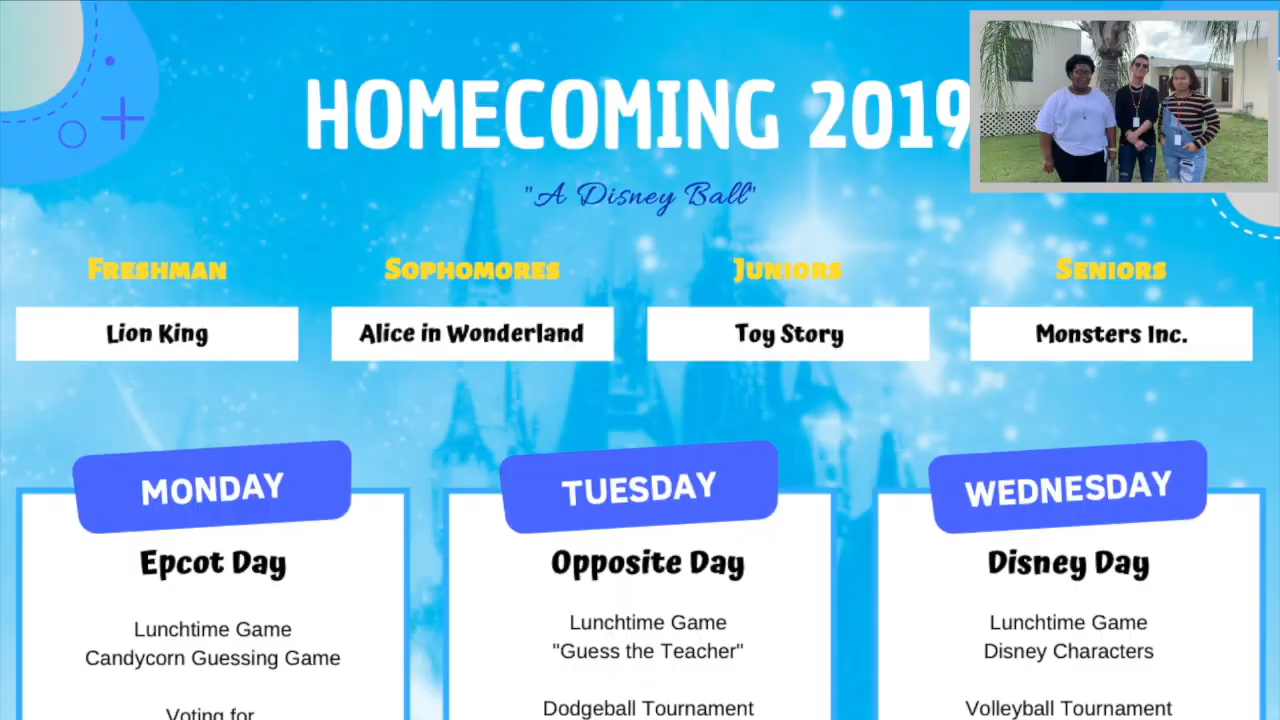 HOMECOMING 2019
"A Disney Ball"
Freshman
Sophomores
Juniors
Seniors
Lion King
Alice in Wonderland
Toy Story
Monsters Inc.
MONDAY
Epcot Day
Lunchtime Game
Candycorn Guessing Game
Voting for
TUESDAY
Opposite Day
Lunchtime Game
"Guess the Teacher"
Dodgeball Tournament
WEDNESDAY
Disney Day
Lunchtime Game
Disney Characters
Volleyball Tournament